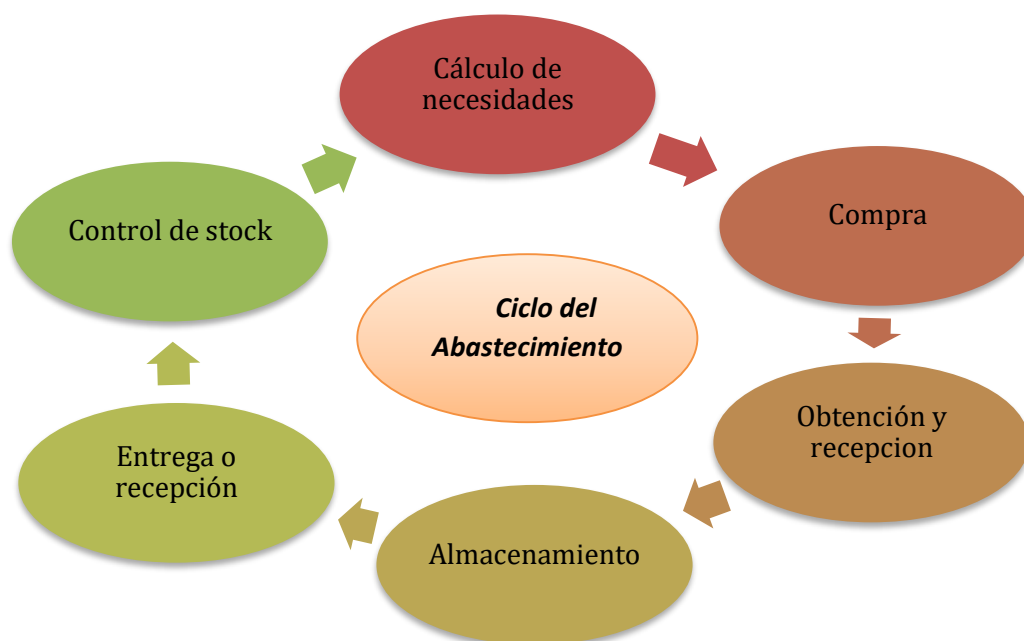 Cálculo de
necesidades
Compra
Obtención y
recepcion
Almacenamiento
Entrega o
recepción
Control de stock
Ciclo del
Abastecimiento